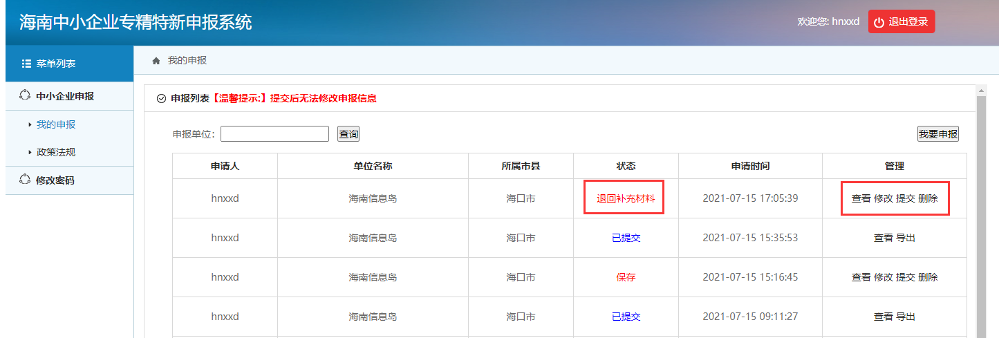 海南中小企业专精特新申报系统
欢迎您: hnxxd 退出登录
菜单列表
我的申报
中小企业申报
我的申报
政策法规
修改密码
申报列表【温馨提示:】提交后无法修改申报信息
申报单位: 查询 我要申报
申请人 单位名称 所属市县 状态 申请时间 管理
hnxxd 海南信息岛 海口市 退回补充材料 2021-07-15 17:05:39 查看 修改 提交 删除
hnxxd 海南信息岛 海口市 已提交 2021-07-15 15:35:53 查看 导出
hnxxd 海南信息岛 海口市 保存 2021-07-15 15:16:45 查看 修改 提交 删除
hnxxd 海南信息岛 海口市 已提交 2021-07-15 09:11:27 查看 导出